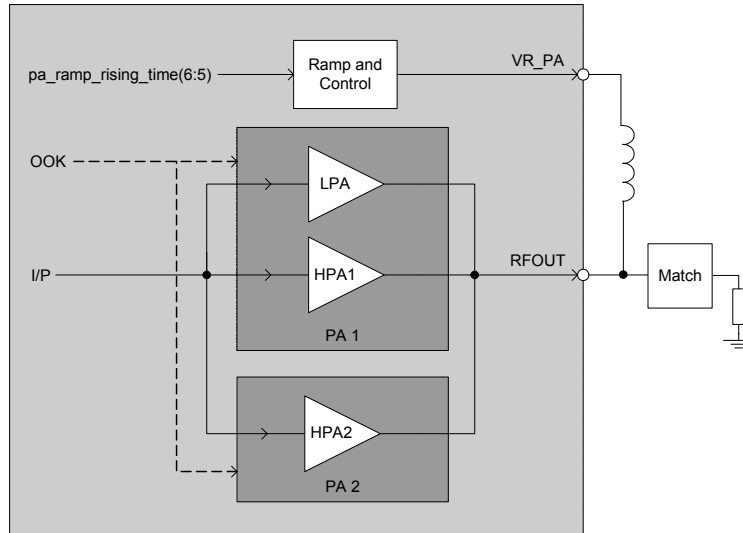 pa_ramp_rising_time(6:5)
Ramp and
Control
VR_PA
OOK
LPA
I/P
HPA1
RFOUT
Match
PA 1
HPA2
PA 2